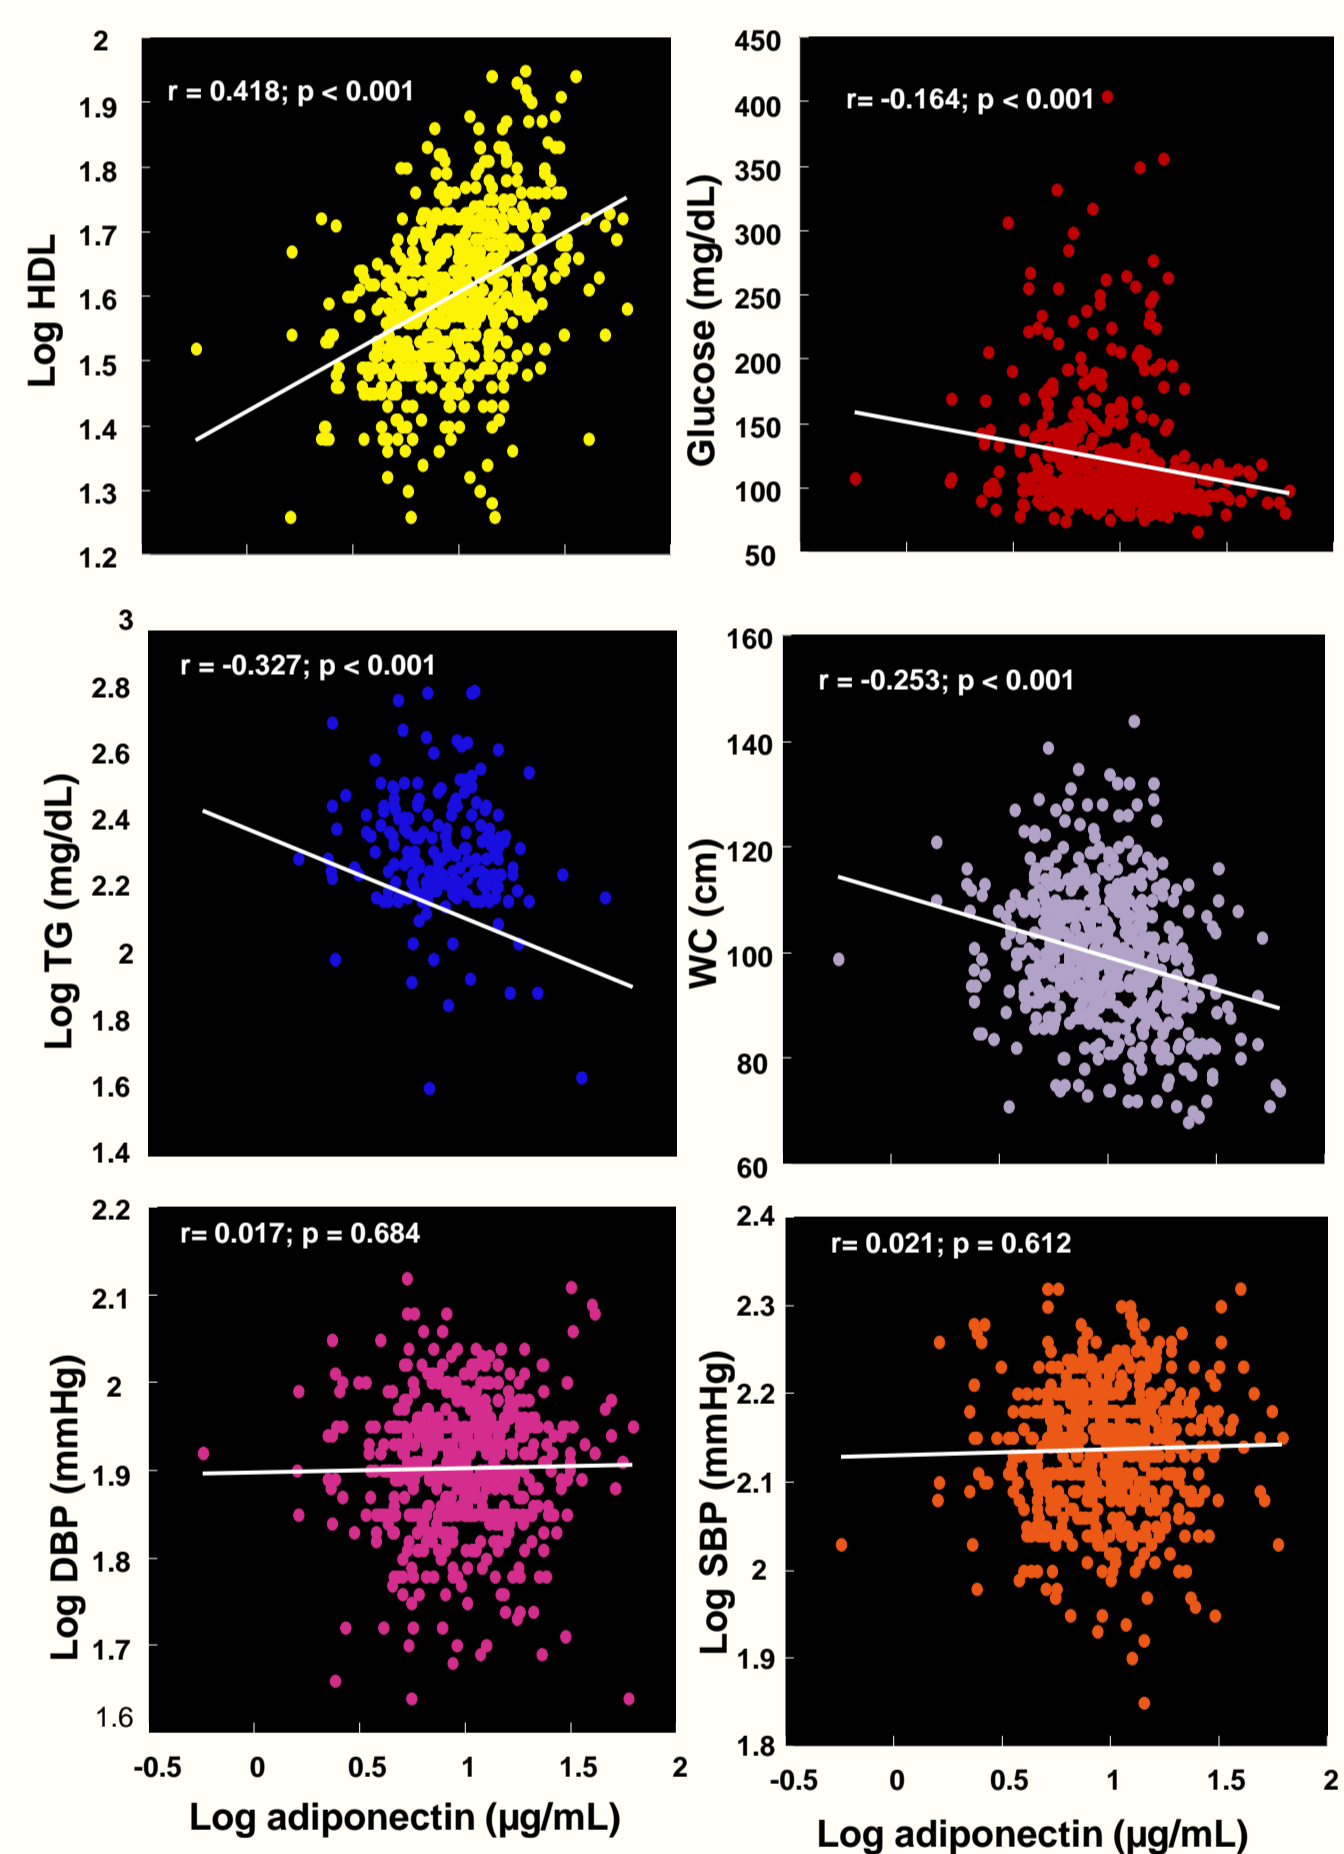 2
1.9
1.8
1.7
1.6
1.5
1.4
1.3
1.2
Log HDL
r = 0.418; p < 0.001
450
400
350
300
250
200
150
100
50
Glucose (mg/dL)
r= -0.164; p < 0.001
3
2.8
2.6
2.4
2.2
2
1.8
1.6
1.4
Log TG (mg/dL)
r = -0.327; p < 0.001
160
140
120
100
80
60
WC (cm)
r = -0.253; p < 0.001
2.2
2.1
2
1.9
1.8
1.7
1.6
Log DBP (mmHg)
r= 0.017; p = 0.684
-0.5 0 0.5 1 1.5 2
Log adiponectin (µg/mL)
2.4
2.3
2.2
2.1
2
1.9
1.8
Log SBP (mmHg)
r= 0.021; p = 0.612
-0.5 0 0.5 1 1.5 2
Log adiponectin (µg/mL)